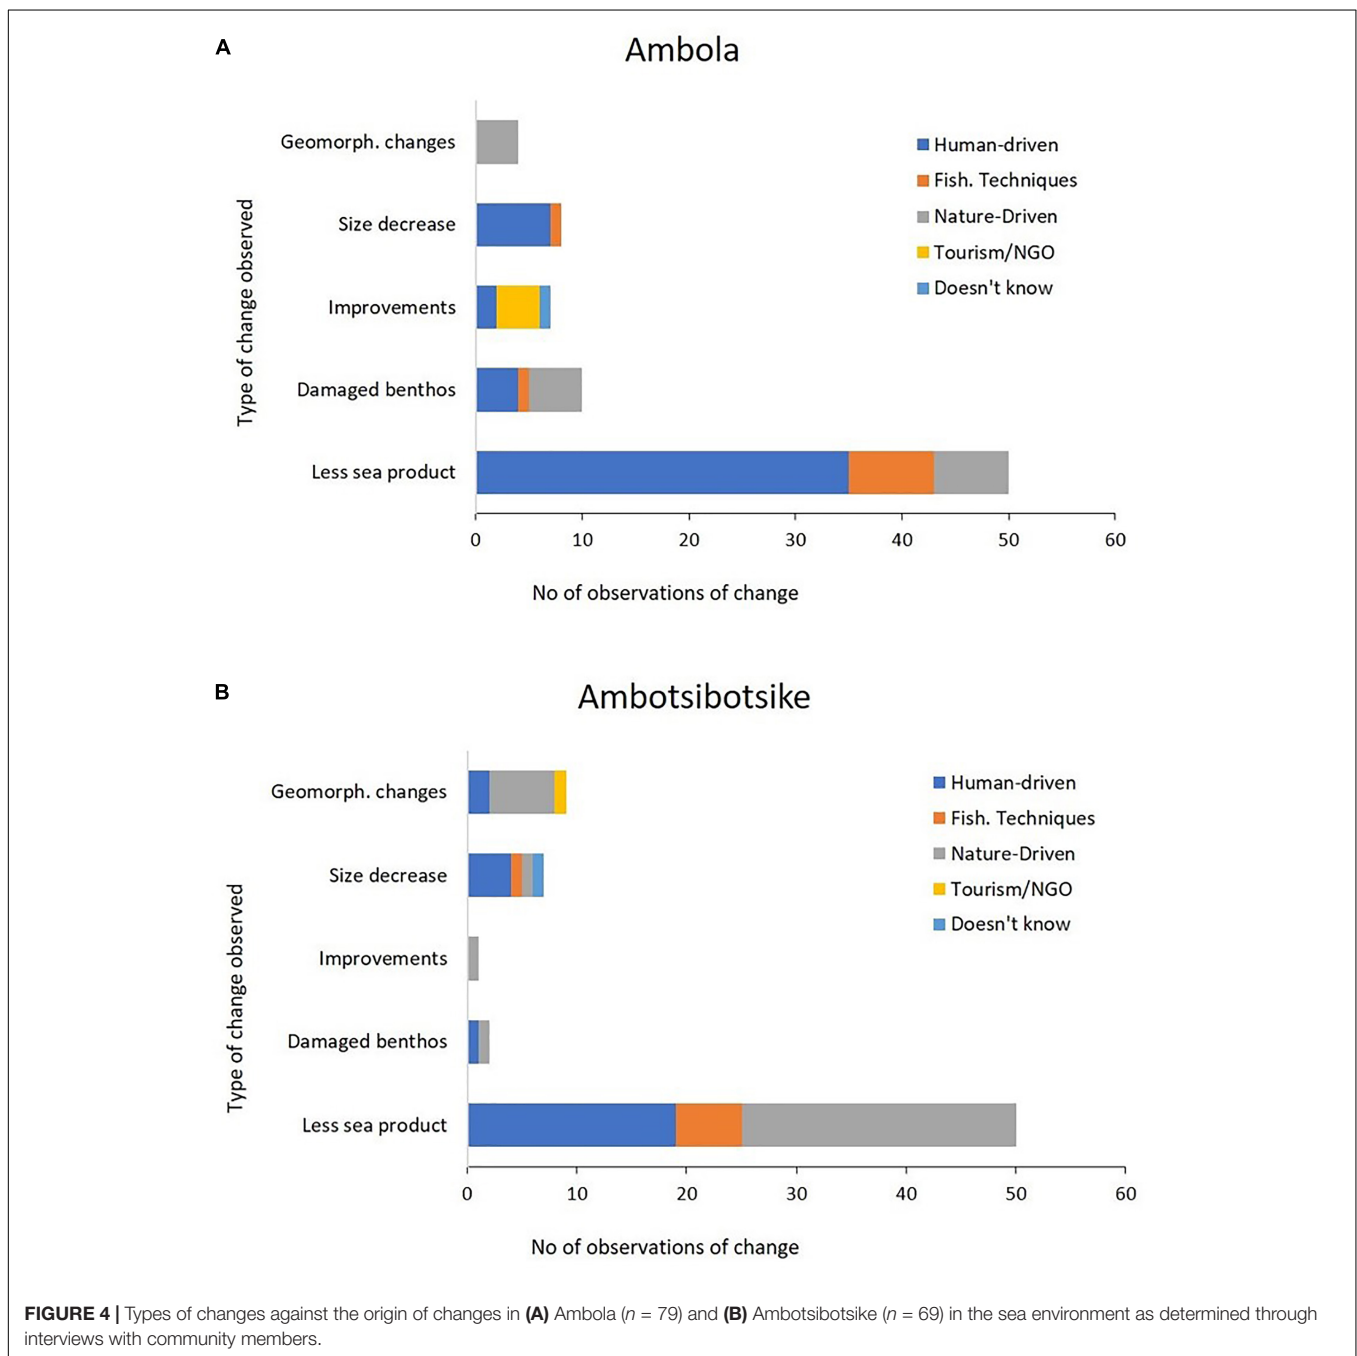 A
Ambola
Geomorph. changes
Size decrease
Improvements
Damaged benthos
Less sea product
Type of change observed
0 10 20 30 40 50 60
No of observations of change
Human-driven
Fish. Techniques
Nature-Driven
Tourism/NGO
Doesn't know
B
Ambotsibotsike
Geomorph. changes
Size decrease
Improvements
Damaged benthos
Less sea product
Type of change observed
0 10 20 30 40 50 60
No of observations of change
Human-driven
Fish. Techniques
Nature-Driven
Tourism/NGO
Doesn't know
FIGURE 4 | Types of changes against the origin of changes in (A) Ambola (n = 79) and (B) Ambotsibotsike (n = 69) in the sea environment as determined through
interviews with community members.